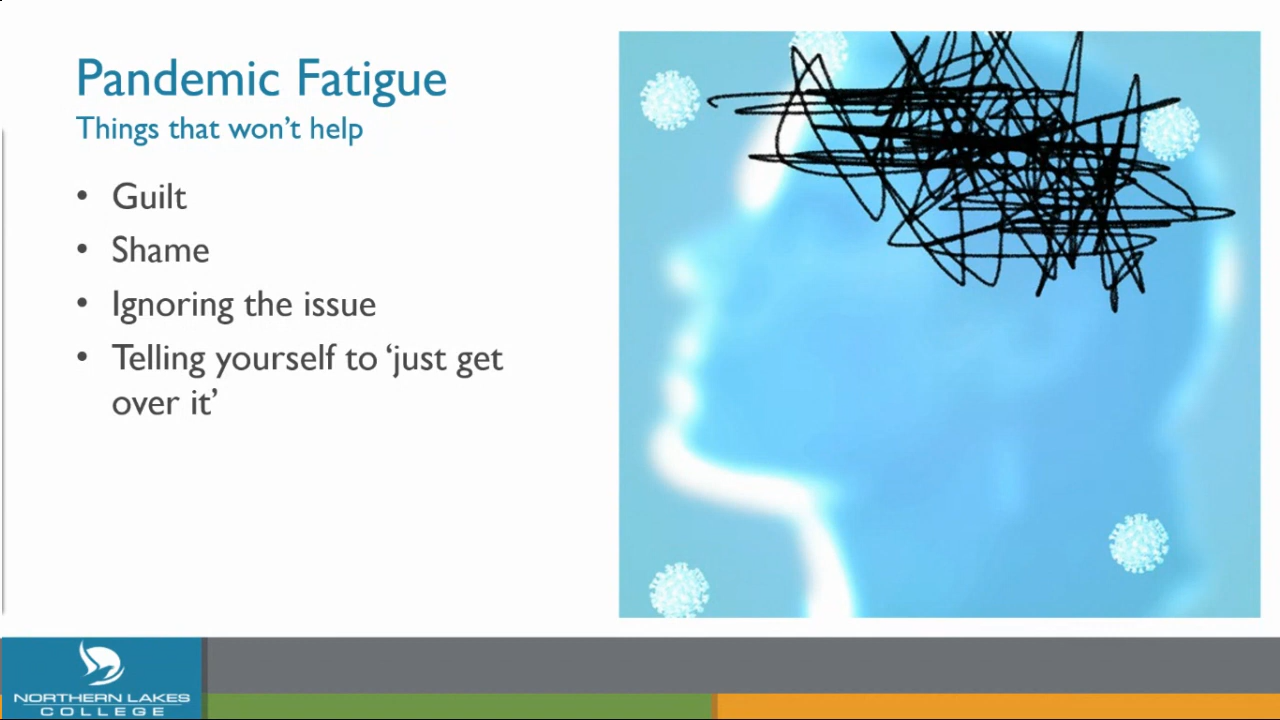 Pandemic Fatigue
Things that won’t help
• Guilt
• Shame
• Ignoring the issue
• Telling yourself to ‘just get
over it’
NORTHERN LAKES
COLLEGE